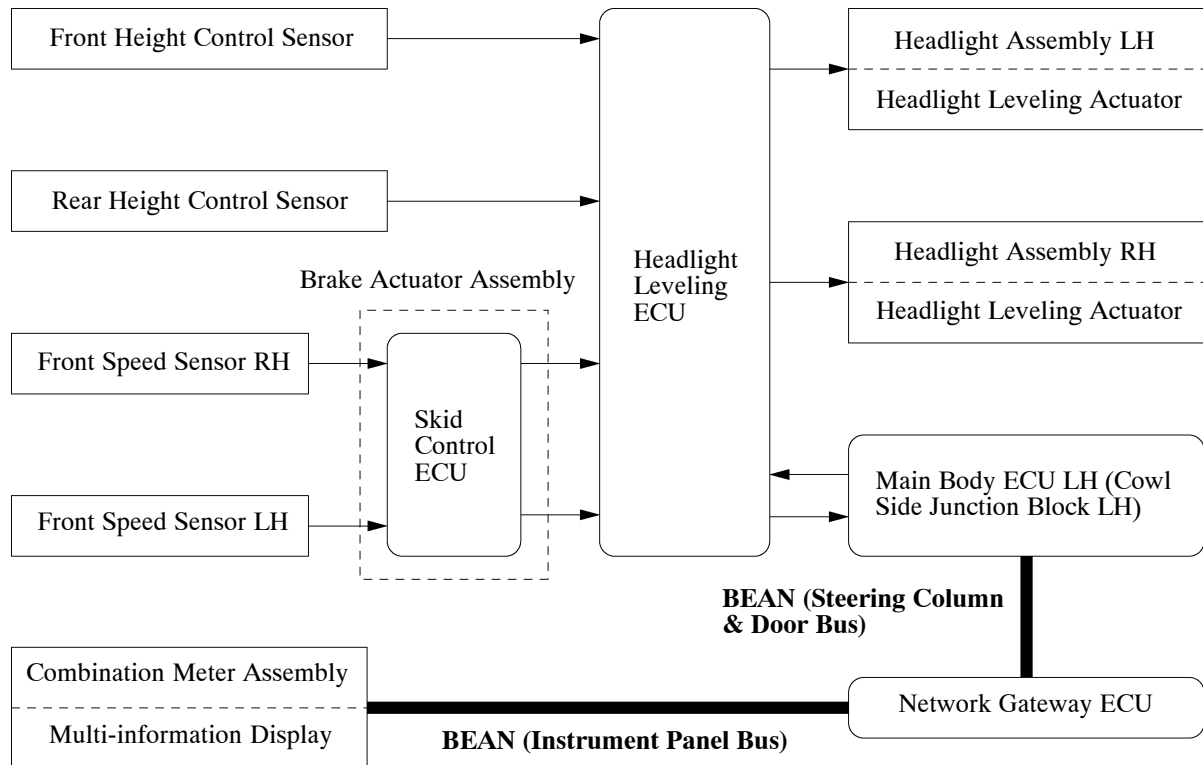 Front Height Control Sensor
Rear Height Control Sensor
Brake Actuator Assembly
Front Speed Sensor RH
Front Speed Sensor LH
Skid
Control
ECU
Headlight
Leveling
ECU
Headlight Assembly LH
Headlight Leveling Actuator
Headlight Assembly RH
Headlight Leveling Actuator
Main Body ECU LH (Cowl
Side Junction Block LH)
BEAN (Steering Column
& Door Bus)
Network Gateway ECU
Combination Meter Assembly
Multi-information Display
BEAN (Instrument Panel Bus)